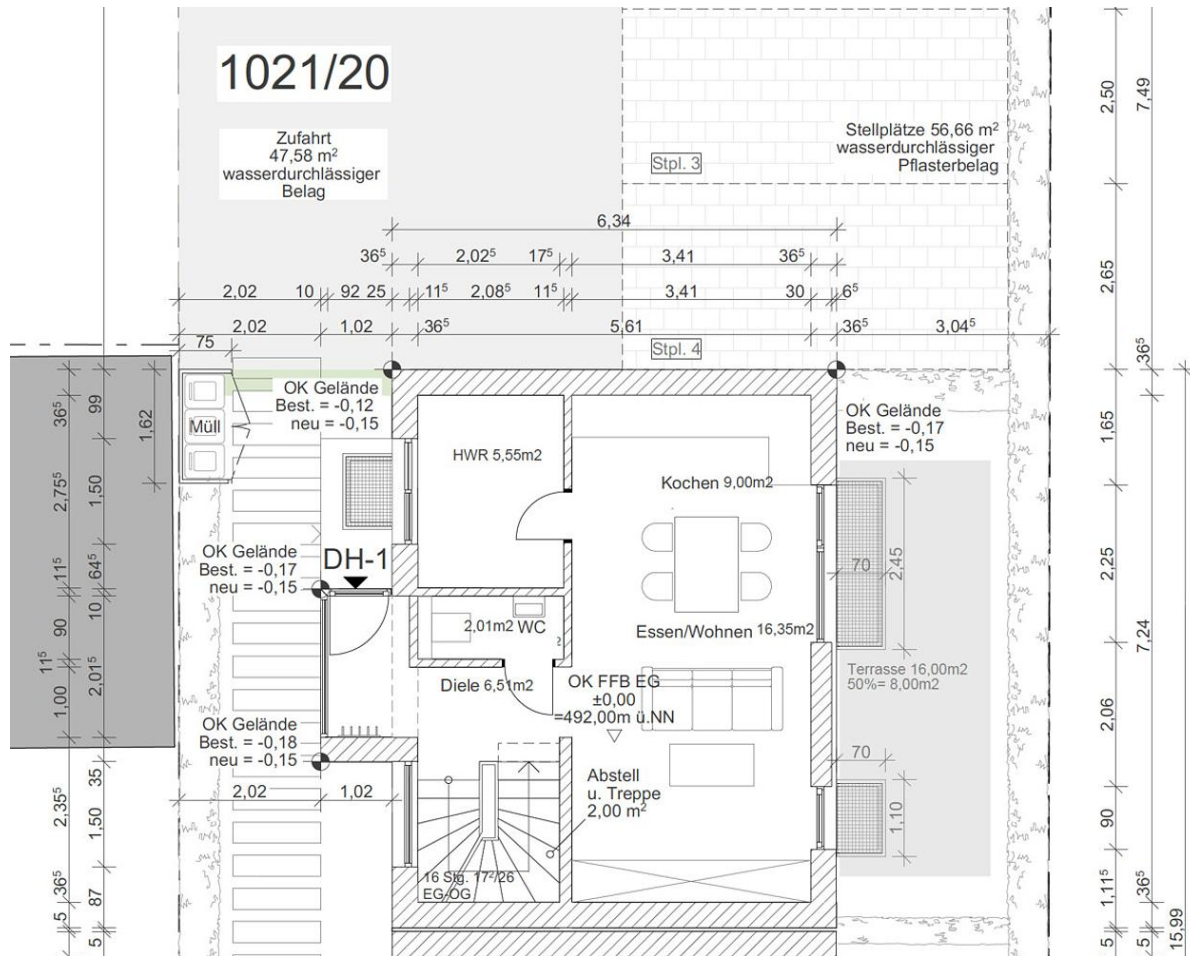 1021/20
Zufahrt
47,58 m²
wasserdurchlässiger
Belag
Stellplätze 56,66 m²
wasserdurchlässiger
Pflasterbelag
Stpl. 3
2,50
7,49
6,34
36⁵ 2,02⁵ 17⁵ 3,41 36⁵
2,02 10 92 25 11⁵ 2,08⁵ 11⁵ 3,41 30 6⁵
2,65
2,02 1,02 36⁵ 5,61 36⁵ 3,04⁵
75
Stpl. 4
36⁵
OK Gelände
Best. = -0,12
neu = -0,15
Müll
1,62
36⁵
99
OK Gelände
Best. = -0,17
neu = -0,15
1,65
HWR 5,55m2
Kochen 9,00m2
2,75⁵
1,50
OK Gelände
Best. = -0,17
neu = -0,15
DH-1
70
2,45
2,25
11⁵
64⁵
10
90
2,01m2 WC
Essen/Wohnen 16,35m2
7,24
11⁵
2,01⁵
1,00
Diele 6,51m2
OK FFB EG
±0,00
=492,00m ü.NN
Terrasse 16,00m2
50%= 8,00m2
2,06
OK Gelände
Best. = -0,18
neu = -0,15
70
35
2,02 1,02
Abstell
u. Treppe
2,00 m²
2,35⁵
1,50
1,10
90
16 Stg. 17²/26
EG-OG
36⁵
87
1,11⁵
36⁵
5
5
5
15,99